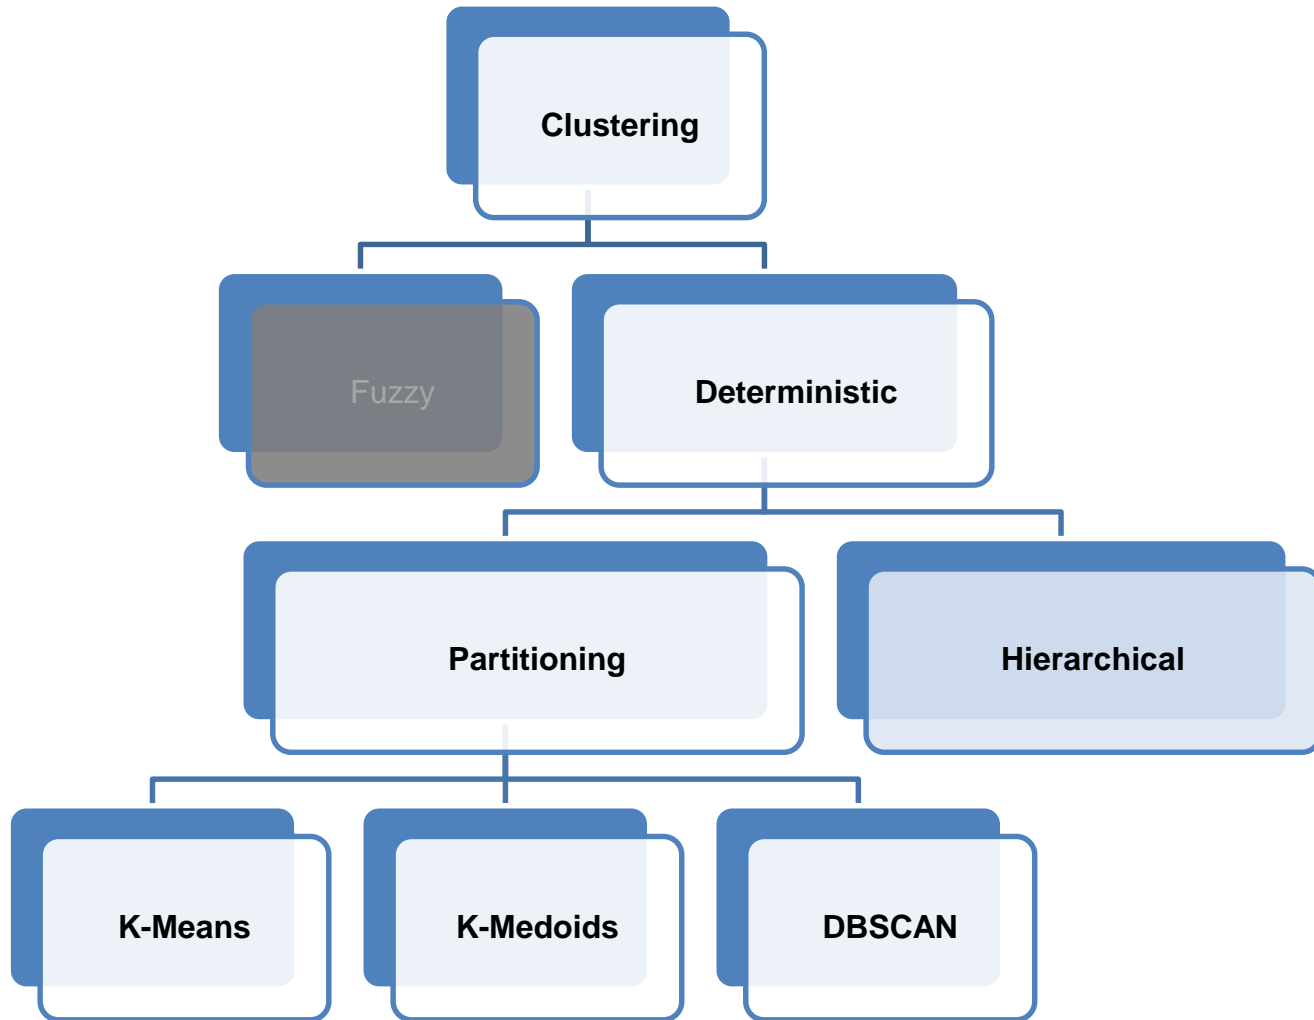 Clustering
Fuzzy
Deterministic
Partitioning
Hierarchical
K-Means
K-Medoids
DBSCAN